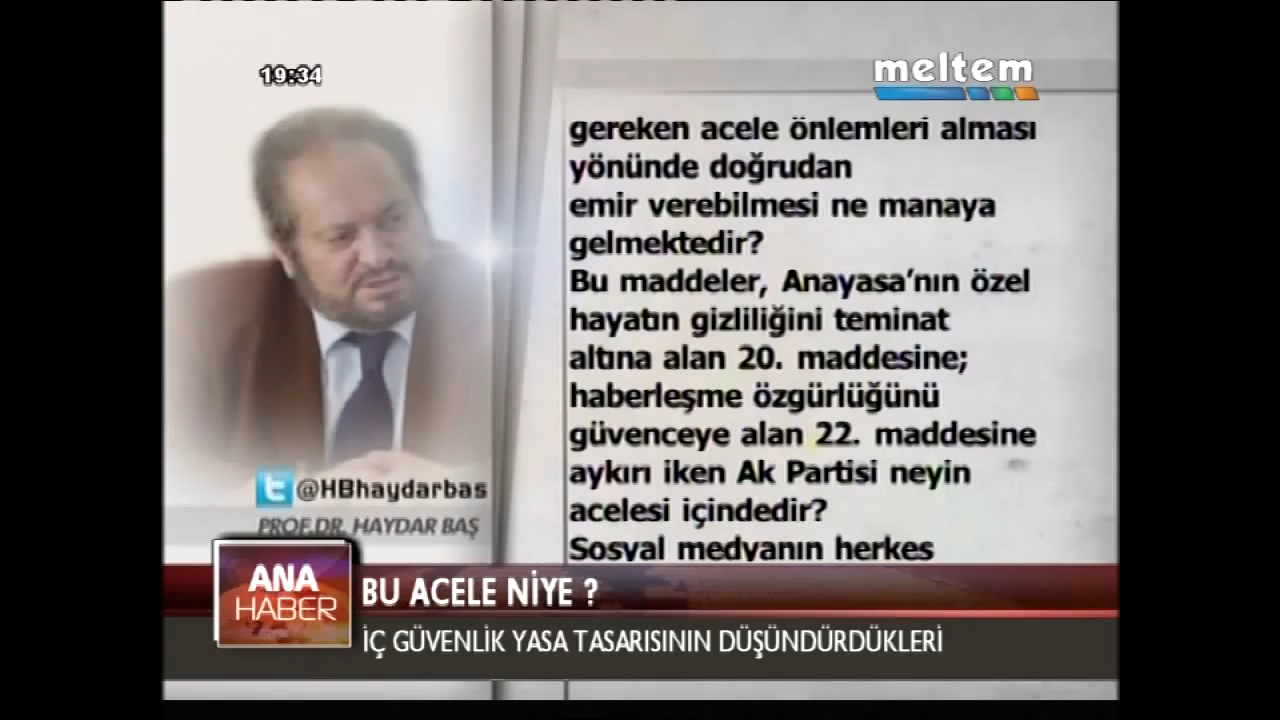 19:34
meltem
gereken acele önlemleri alması
yönünde doğrudan
emir verebilmesi ne manaya
gelmektedir?
Bu maddeler, Anayasa'nın özel
hayatın gizliliğini teminat
altına alan 20. maddesine;
haberleşme özgürlüğünü
güvenceye alan 22. maddesine
aykırı iken Ak Partisi neyin
acelesi içindedir?
Sosyal medyanın herkes
@HBhaydarbas
PROF.DR. HAYDAR BAŞ
ANA
HABER
BU ACELE NİYE ?
İÇ GÜVENLİK YASA TASARISININ DÜŞÜNDÜRDÜKLERİ